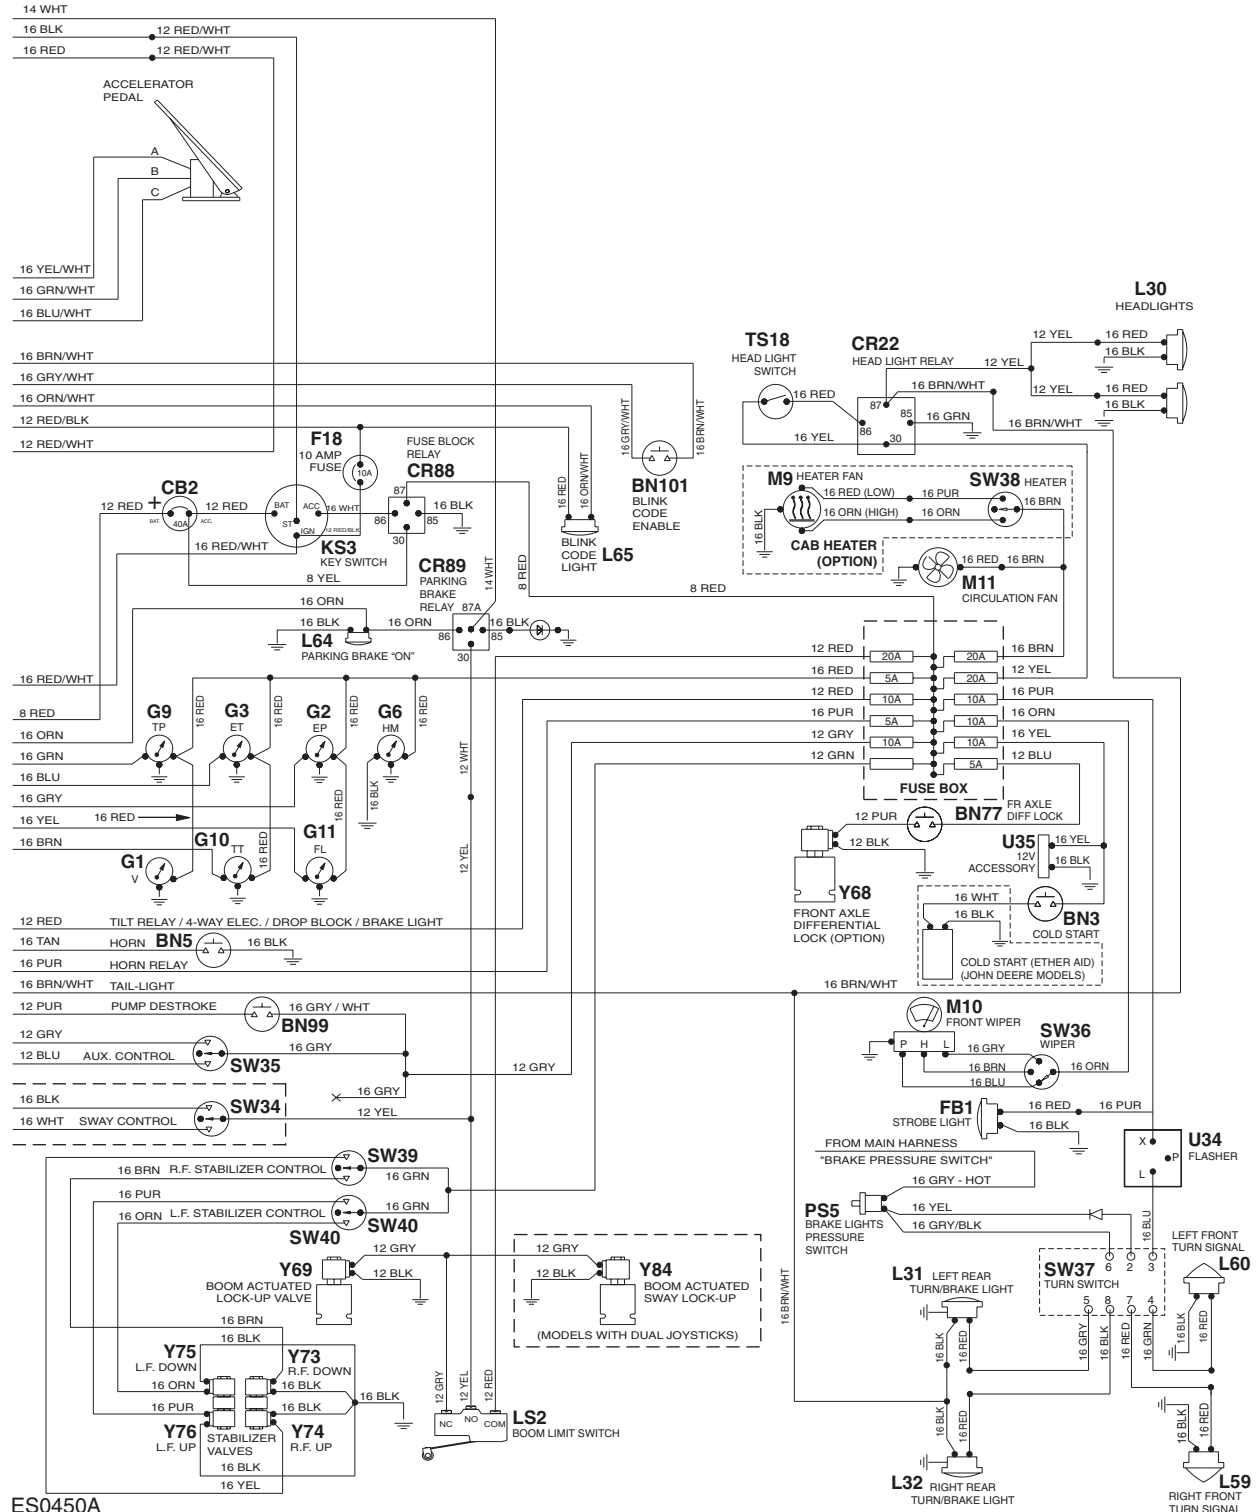 14 WHT
16 BLK
12 RED/WHT
16 RED
12 RED/WHT
ACCELERATOR
PEDAL
A
B
C
16 YEL/WHT
16 GRN/WHT
16 BLU/WHT
L30
HEADLIGHTS
TS18
HEAD LIGHT
SWITCH
CR22
HEAD LIGHT RELAY
12 YEL
12 YEL
16 RED
16 BLK
12 YEL
16 RED
16 BLK
16 BRN/WHT
16 GRY/WHT
16 ORN/WHT
12 RED/BLK
12 RED/WHT
16 RED
16 BRN/WHT
87
85
86
30
16 GRN
16 BRN/WHT
16 YEL
F18
10 AMP
FUSE
10A
FUSE BLOCK
RELAY
CR88
87
86
85
30
16 BLK
16 GRY/WHT
16 BRN/WHT
BN101
BLINK
CODE
ENABLE
16 RED
16 ORN/WHT
BLINK
CODE
LIGHT
L65
M9
HEATER FAN
16 RED (LOW)
16 PUR
16 ORN (HIGH)
16 ORN
SW38
HEATER
16 BRN
16 BLK
CAB HEATER
(OPTION)
16 RED
16 BRN
M11
CIRCULATION FAN
CB2
+
12 RED
BAT.
40A
ACC.
12 RED
BAT
ACC
ST
IGN
16 WHT
12 RED/BLK
KS3
KEY SWITCH
16 RED/WHT
8 YEL
CR89
PARKING
BRAKE
RELAY
87A
86
85
30
14 WHT
8 RED
8 RED
16 ORN
16 BLK
16 ORN
16 BLK
L64
PARKING BRAKE "ON"
12 RED
20A
20A
16 BRN
16 RED
5A
20A
12 YEL
12 RED
10A
10A
16 PUR
16 PUR
5A
10A
16 ORN
12 GRY
10A
10A
16 YEL
12 GRN
5A
12 BLU
FUSE BOX
16 RED/WHT
8 RED
16 ORN
16 GRN
16 BLU
16 GRY
16 YEL
16 BRN
16 RED
G9
TP
16 RED
G3
ET
16 RED
G2
EP
16 RED
G6
HM
16 RED
12 WHT
16 BLK
16 RED
G1
V
G10
TT
16 RED
G11
FL
12 YEL
12 PUR
BN77
FR AXLE
DIFF LOCK
12 BLK
Y68
FRONT AXLE
DIFFERENTIAL
LOCK (OPTION)
U35
12V
ACCESSORY
16 YEL
16 BLK
16 WHT
16 BLK
BN3
COLD START
COLD START (ETHER AID)
(JOHN DEERE MODELS)
12 RED
TILT RELAY / 4-WAY ELEC. / DROP BLOCK / BRAKE LIGHT
16 TAN
HORN
BN5
16 BLK
16 PUR
HORN RELAY
16 BRN/WHT
TAIL-LIGHT
16 BRN/WHT
12 PUR
PUMP DESTROKE
16 GRY / WHT
BN99
12 GRY
12 BLU
AUX. CONTROL
16 GRY
SW35
12 GRY
16 GRY
16 BLK
SW34
12 YEL
16 WHT
SWAY CONTROL
M10
FRONT WIPER
P
H
L
16 GRY
16 BRN
16 BLU
SW36
WIPER
16 ORN
FB1
STROBE LIGHT
16 RED
16 PUR
16 BLK
X
P
L
U34
FLASHER
FROM MAIN HARNESS
"BRAKE PRESSURE SWITCH"
16 GRY - HOT
PS5
BRAKE LIGHTS
PRESSURE
SWITCH
16 YEL
16 GRY/BLK
16 BLU
SW39
16 BRN
R.F. STABILIZER CONTROL
16 GRN
16 PUR
16 ORN
L.F. STABILIZER CONTROL
16 GRN
SW40
SW40
Y69
BOOM ACTUATED
LOCK-UP VALVE
12 GRY
12 BLK
12 GRY
12 BLK
Y84
BOOM ACTUATED
SWAY LOCK-UP
(MODELS WITH DUAL JOYSTICKS)
16 BRN/WHT
SW37
TURN SWITCH
6
2
3
5
8
7
4
16 GRY
16 BLK
16 RED
16 GRN
LEFT FRONT
TURN SIGNAL
L60
16 BLK
16 RED
L31
LEFT REAR
TURN/BRAKE LIGHT
16 BLK
16 RED
16 BRN
16 BLK
Y75
L.F. DOWN
Y73
R.F. DOWN
16 ORN
16 BLK
16 PUR
16 BLK
16 BLK
Y76
L.F. UP
STABILIZER
VALVES
Y74
R.F. UP
16 BLK
16 YEL
12 GRY
12 YEL
12 RED
NC
NO
COM
LS2
BOOM LIMIT SWITCH
16 BLK
16 RED
L32
RIGHT REAR
TURN/BRAKE LIGHT
16 BLK
16 RED
L59
RIGHT FRONT
TURN SIGNAL
ES0450A